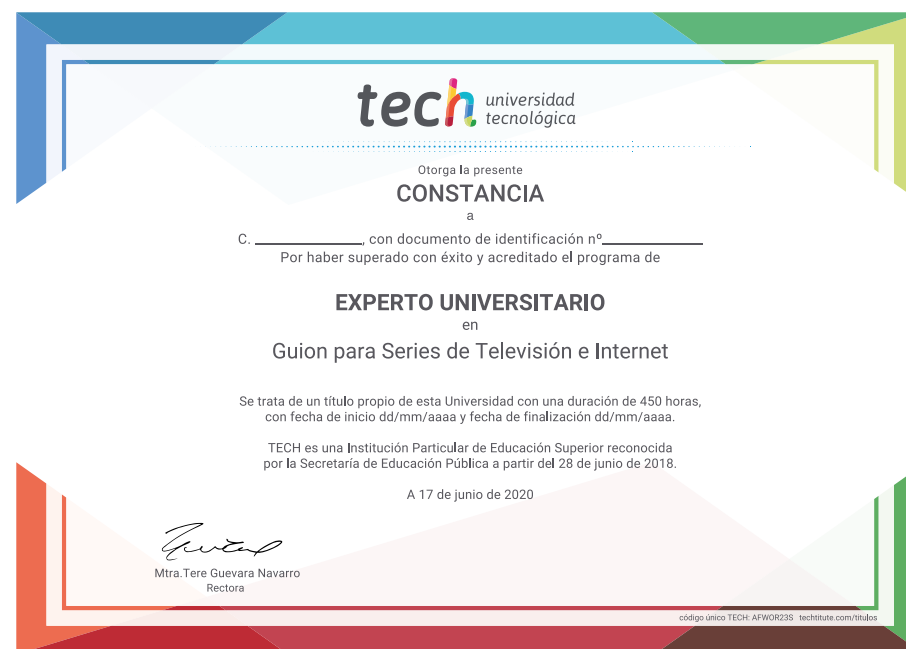 tech universidad
tecnológica
Otorga la presente
CONSTANCIA
a
C. ______________, con documento de identificación nº_____________
Por haber superado con éxito y acreditado el programa de
EXPERTO UNIVERSITARIO
en
Guion para Series de Televisión e Internet
Se trata de un título propio de esta Universidad con una duración de 450 horas,
con fecha de inicio dd/mm/aaaa y fecha de finalización dd/mm/aaaa.
TECH es una Institución Particular de Educación Superior reconocida
por la Secretaría de Educación Pública a partir del 28 de junio de 2018.
A 17 de junio de 2020
Mtra.Tere Guevara Navarro
Rectora
código único TECH: AFWOR23S techtitute.com/titulos